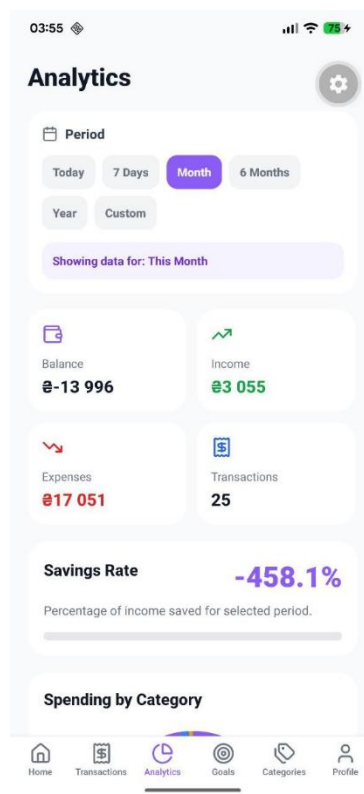 03:55
75
Analytics
Period
Today
7 Days
Month
6 Months
Year
Custom
Showing data for: This Month
Balance
₴-13 996
Income
₴3 055
Expenses
₴17 051
Transactions
25
Savings Rate
-458.1%
Percentage of income saved for selected period.
Spending by Category
Home
Transactions
Analytics
Goals
Categories
Profile